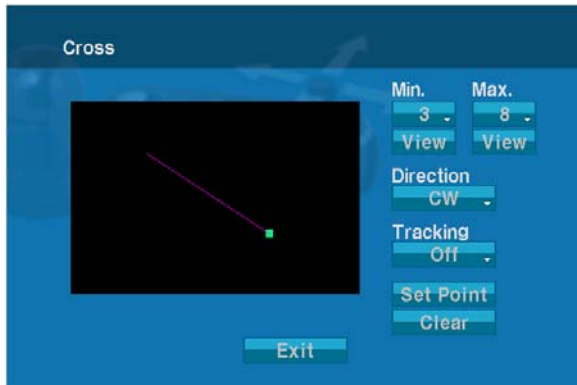 Cross
Min. Max.
3 8
View View
Direction
CW
Tracking
Off
Set Point
Clear
Exit